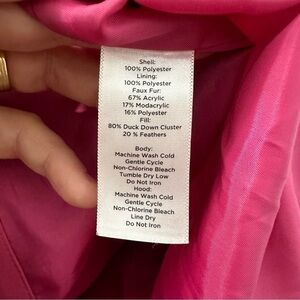 Shell:
100% Polyester
Lining:
100% Polyester
Faux Fur:
67% Acrylic
17% Modacrylic
16% Polyester
Fill:
80% Duck Down Cluster
20 % Feathers
Body:
Machine Wash Cold
Gentle Cycle
Non-Chlorine Bleach
Tumble Dry Low
Do Not Iron
Hood:
Machine Wash Cold
Gentle Cycle
Non-Chlorine Bleach
Line Dry
Do Not Iron